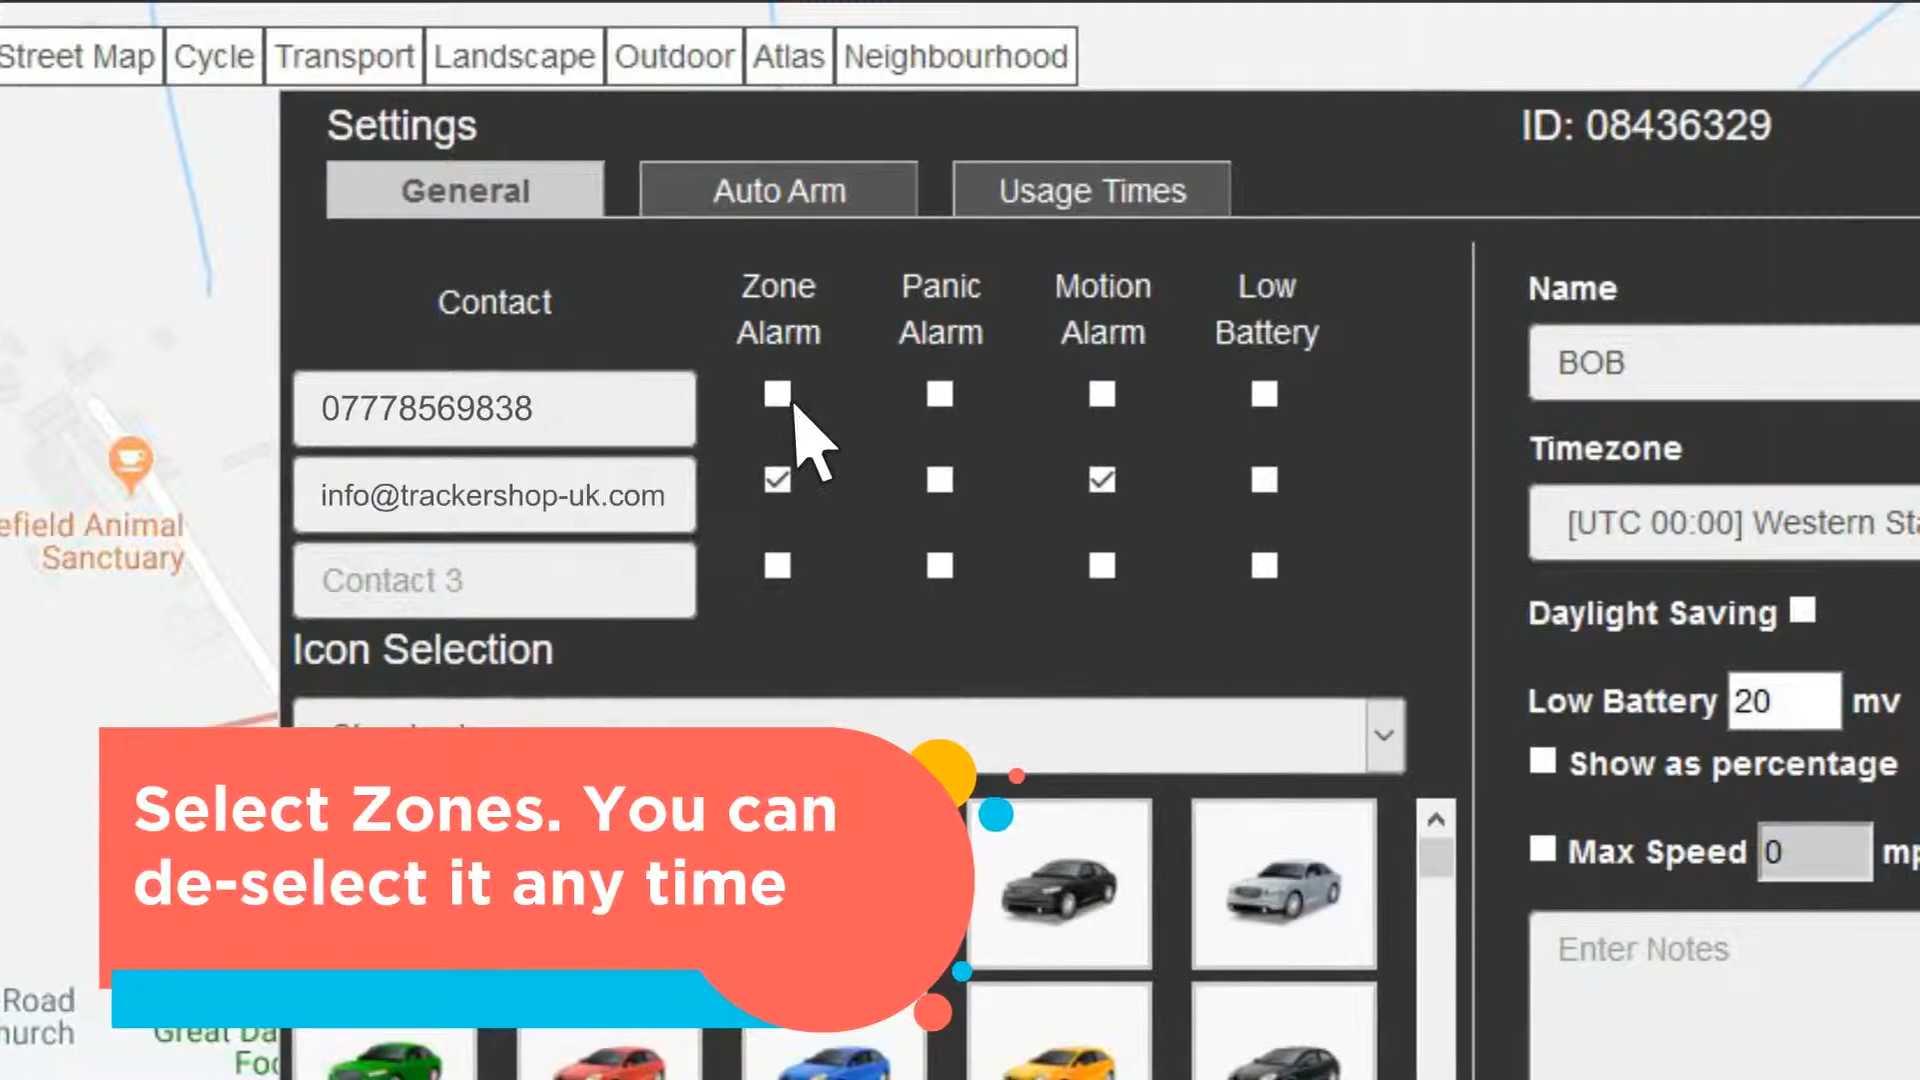 Street Map Cycle Transport Landscape Outdoor Atlas Neighbourhood
Settings
ID: 08436329
General Auto Arm Usage Times
Contact
Zone Alarm
Panic Alarm
Motion Alarm
Low Battery
07778569838
info@trackershop-uk.com
Contact 3
Icon Selection
Name
BOB
Timezone
[UTC 00:00] Western
Daylight Saving
Low Battery 20 mv
Show as percentage
Max Speed 0
Enter Notes
Select Zones. You can
de-select it any time
Animal
Sanctuary
Road
Great